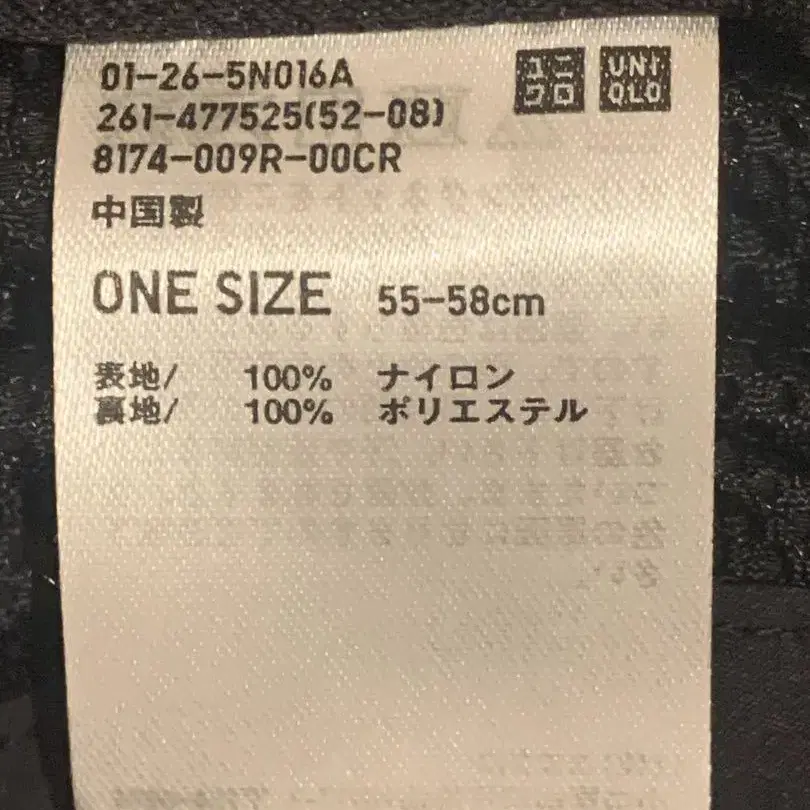 01-26-5N016A
ユニクロ
UNIQLO
261-477525(52-08)
8174-009R-00CR
中国製
ONE SIZE 55-58cm
表地/ 100% ナイロン
裏地/ 100% ポリエステル